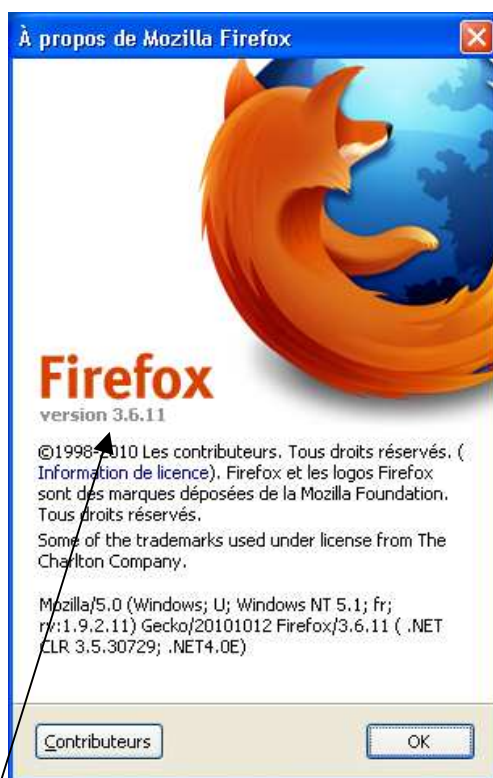 À propos de Mozilla Firefox
Firefox
version 3.6.11
©1998-2010 Les contributeurs. Tous droits réservés. (
Information de licence). Firefox et les logos Firefox
sont des marques déposées de la Mozilla Foundation.
Tous droits réservés.
Some of the trademarks used under license from The
Charlton Company.
Mozilla/5.0 (Windows; U; Windows NT 5.1; fr;
rv:1.9.2.11) Gecko/20101012 Firefox/3.6.11 ( .NET
CLR 3.5.30729; .NET4.0E)
Contributeurs
OK